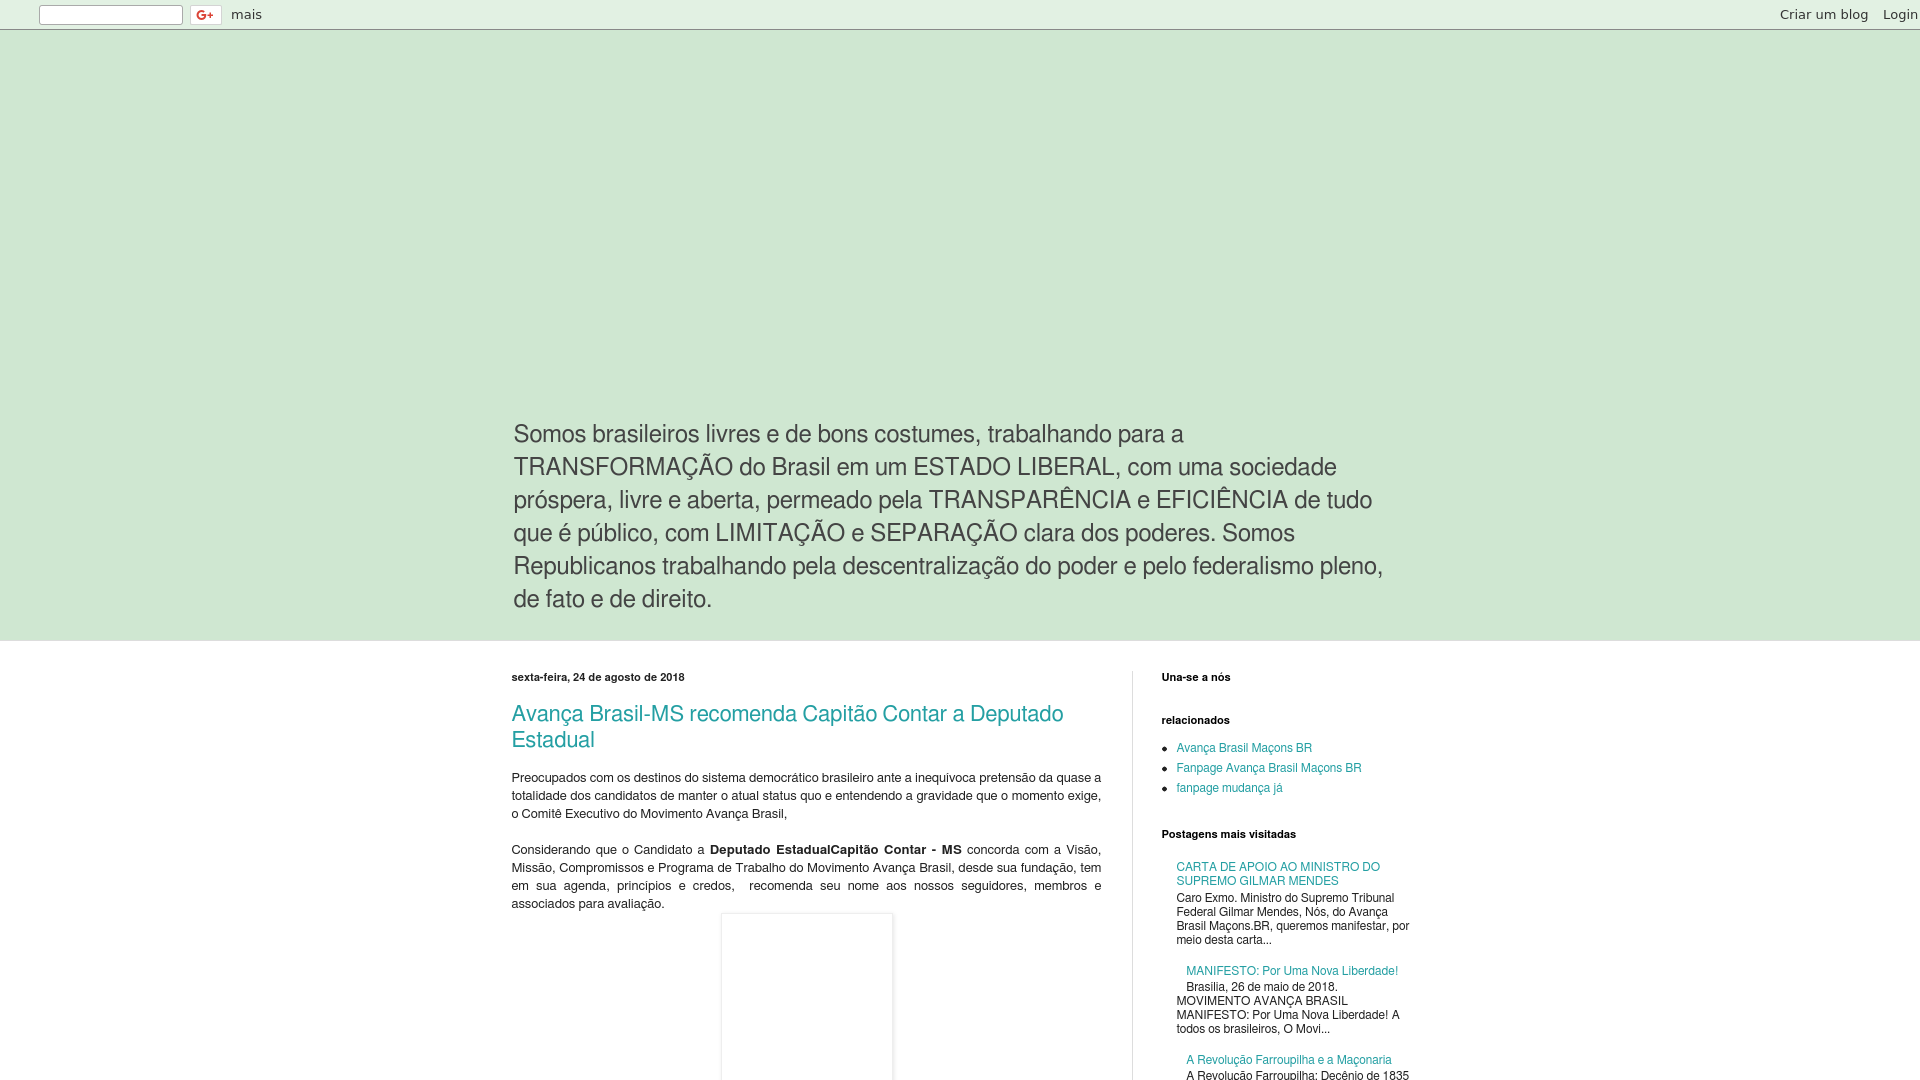 mais
Criar um blog
Login
Somos brasileiros livres e de bons costumes, trabalhando para a
TRANSFORMAÇÃO do Brasil em um ESTADO LIBERAL, com uma sociedade
próspera, livre e aberta, permeado pela TRANSPARÊNCIA e EFICIÊNCIA de tudo
que é público, com LIMITAÇÃO e SEPARAÇÃO clara dos poderes. Somos
Republicanos trabalhando pela descentralização do poder e pelo federalismo pleno,
de fato e de direito.
sexta-feira, 24 de agosto de 2018
Avança Brasil-MS recomenda Capitão Contar a Deputado
Estadual
Preocupados com os destinos do sistema democrático brasileiro ante a inequívoca pretensão da quase a
totalidade dos candidatos de manter o atual status quo e entendendo a gravidade que o momento exige,
o Comitê Executivo do Movimento Avança Brasil,
Considerando que o Candidato a Deputado EstadualCapitão Contar - MS concorda com a Visão,
Missão, Compromissos e Programa de Trabalho do Movimento Avança Brasil, desde sua fundação, tem
em sua agenda, princípios e credos, recomenda seu nome aos nossos seguidores, membros e
associados para avaliação.
Una-se a nós
relacionados
Avança Brasil Maçons BR
Fanpage Avança Brasil Maçons BR
fanpage mudança já
Postagens mais visitadas
CARTA DE APOIO AO MINISTRO DO
SUPREMO GILMAR MENDES
Caro Exmo. Ministro do Supremo Tribunal
Federal Gilmar Mendes, Nós, do Avança
Brasil Maçons.BR, queremos manifestar, por
meio desta carta...
MANIFESTO: Por Uma Nova Liberdade!
Brasília, 26 de maio de 2018.
MOVIMENTO AVANÇA BRASIL
MANIFESTO: Por Uma Nova Liberdade! A
todos os brasileiros, O Movi...
A Revolução Farroupilha e a Maçonaria
A Revolução Farroupilha: Decênio de 1835